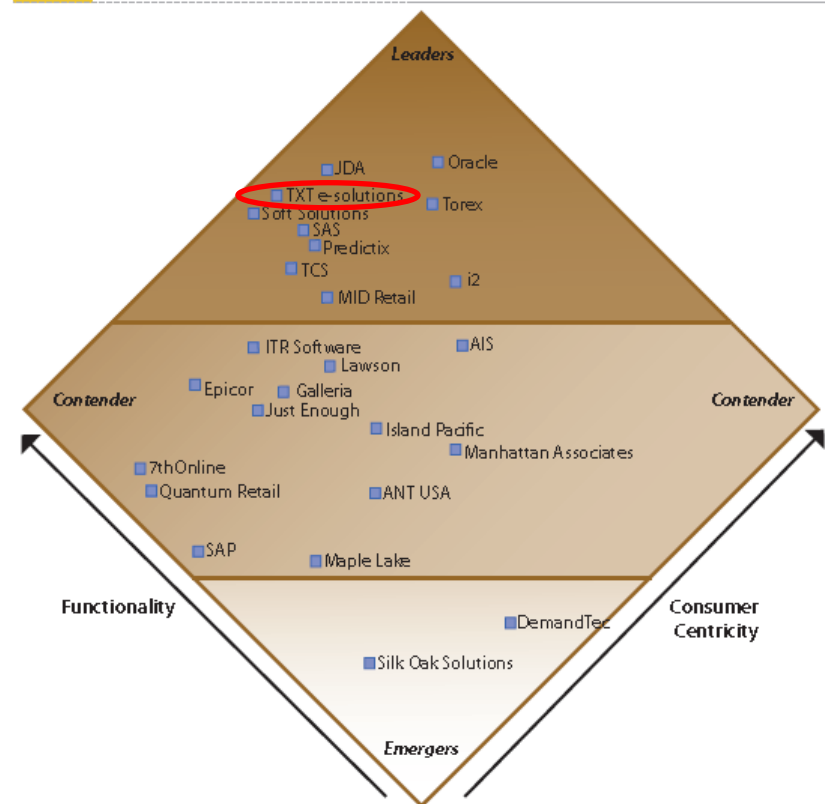 Leaders
JDA
Oracle
TXT e-solutions
Torex
Soft Solutions
SAS
Predictix
TCS
i2
MID Retail
ITR Software
AIS
Lawson
Epicor
Galleria
Contender
Contender
Just Enough
Island Pacific
Manhattan Associates
7thOnline
Quantum Retail
ANT USA
SAP
Maple Lake
Functionality
Consumer
Centricity
DemandTec
Silk Oak Solutions
Emergers